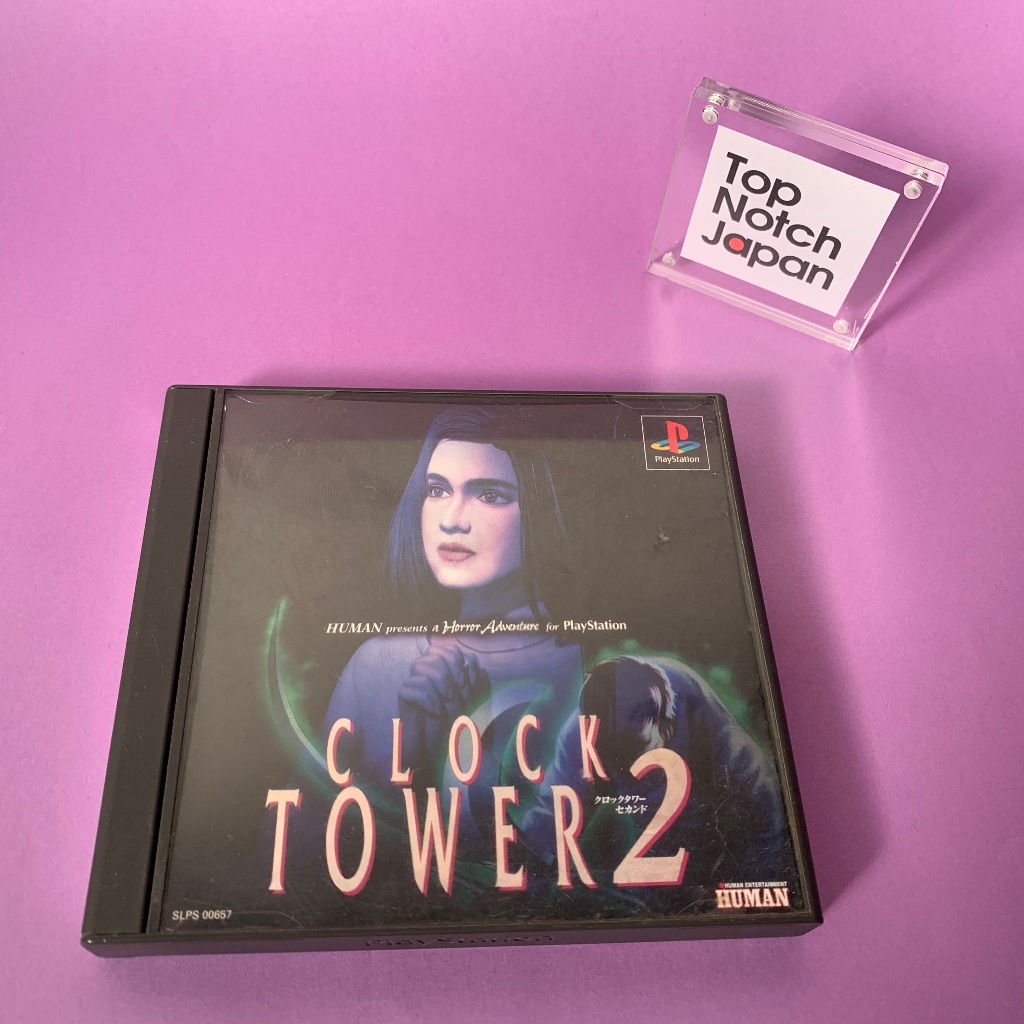 Top
Notch
Japan
PlayStation
HUMAN presents a Horror Adventure for PlayStation
CLOCK
TOWER 2
クロックタワー
セカンド
HUMAN ENTERTAINMENT
HUMAN
SLPS 00657
PlayStation